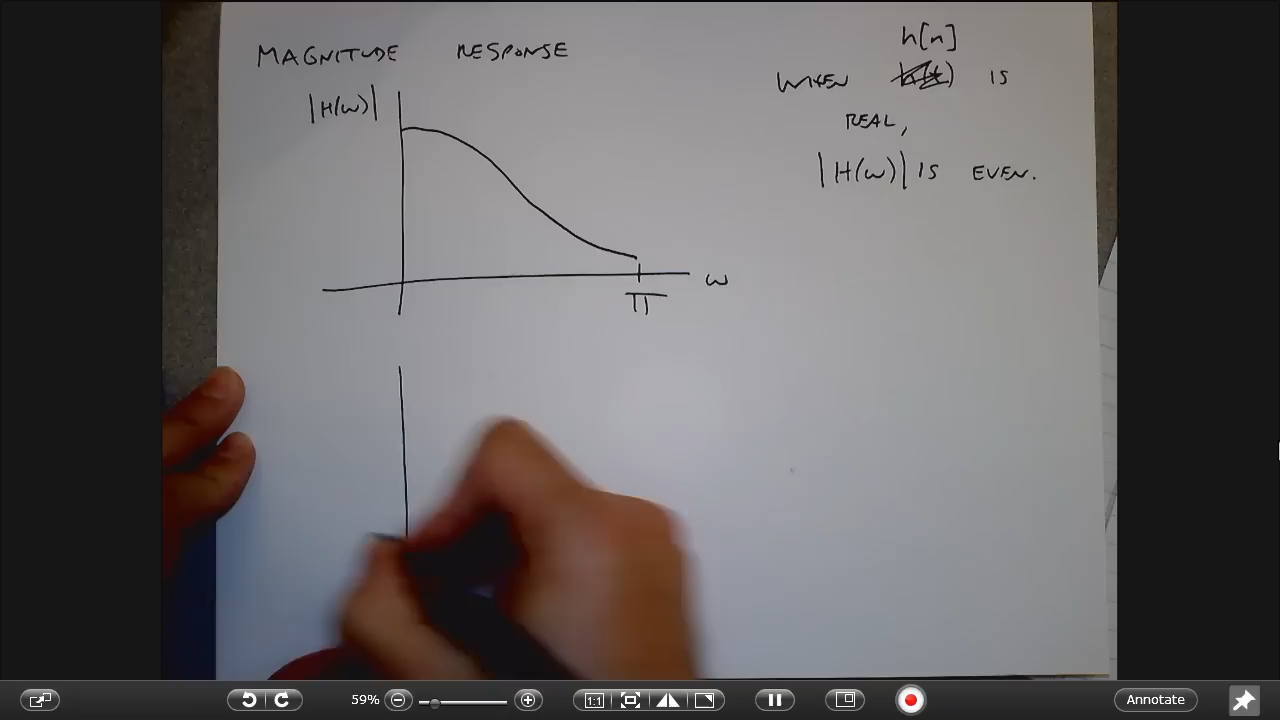 MAGNITUDE RESPONSE
|H(ω)|
ω
π
h[n]
WHEN IS
REAL,
|H(ω)| IS EVEN.
59%
1:1
Annotate